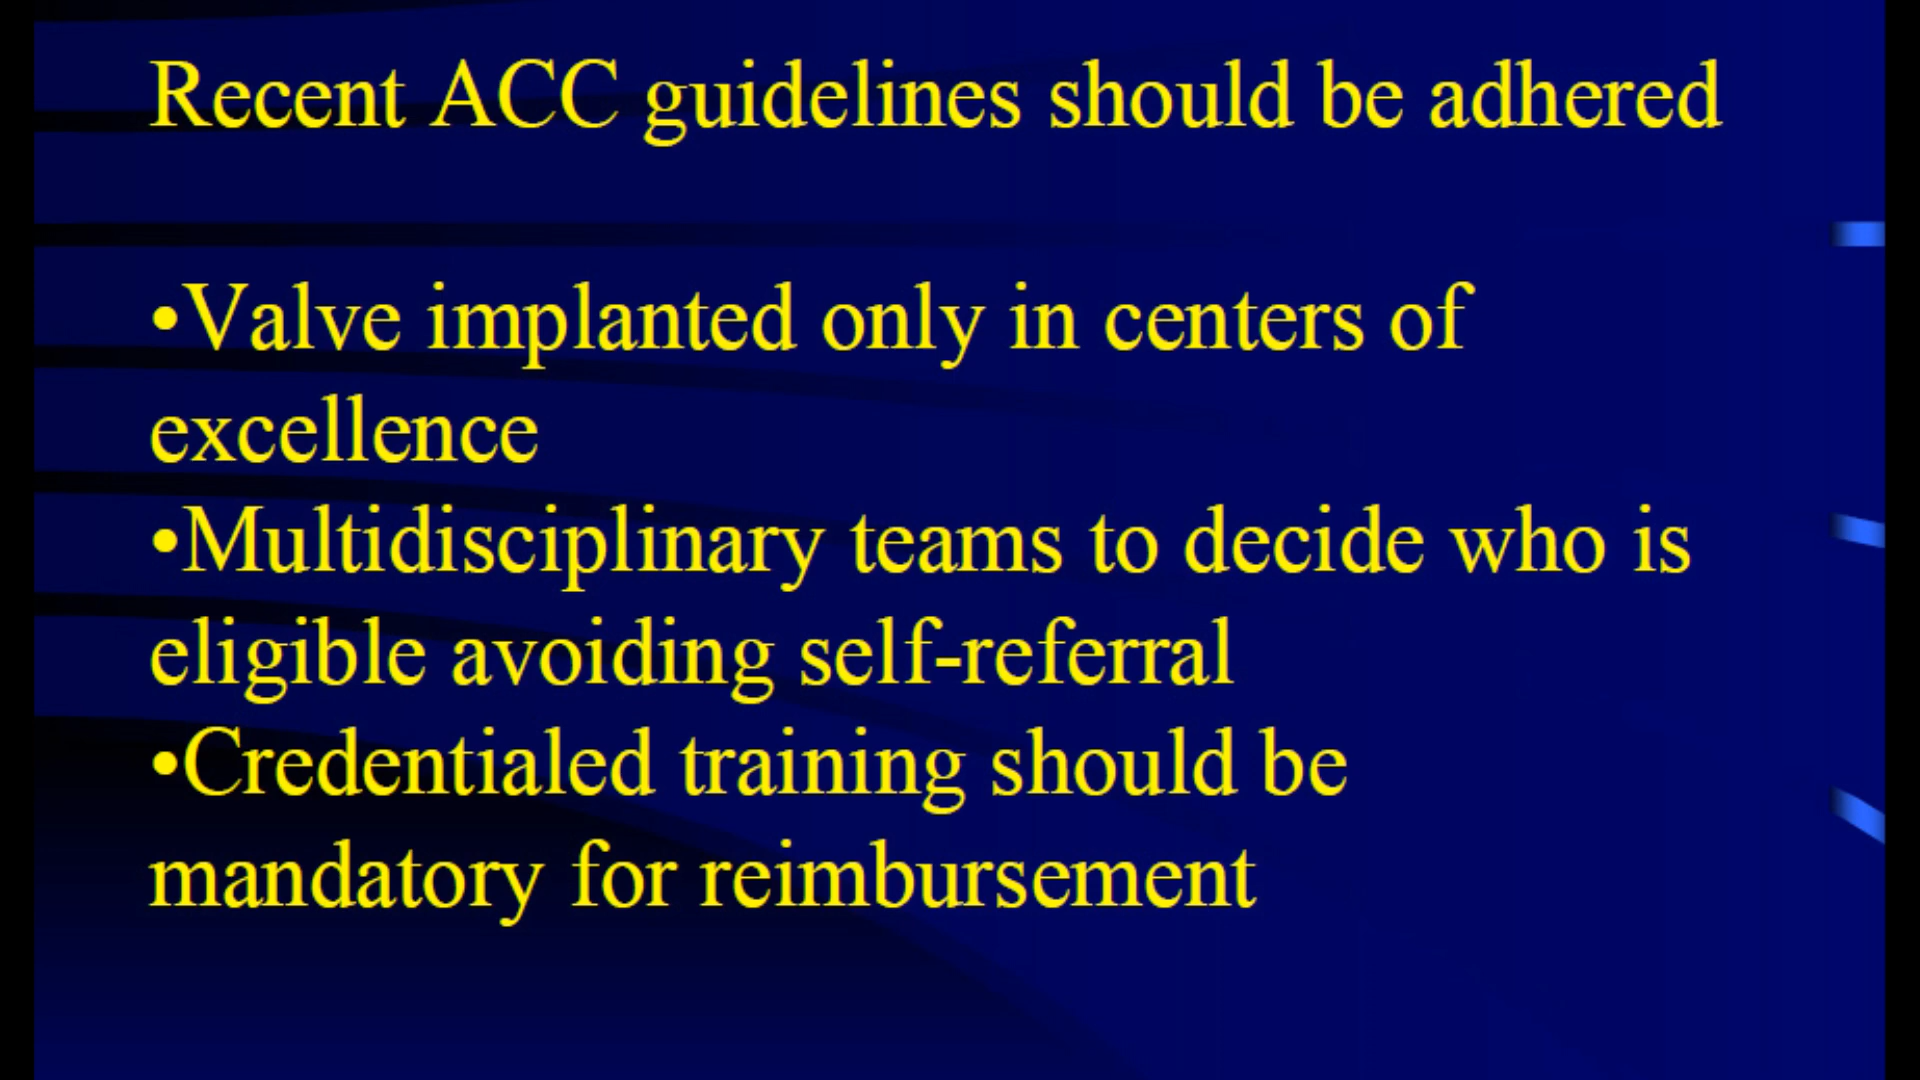 Recent ACC guidelines should be adhered
•Valve implanted only in centers of
excellence
•Multidisciplinary teams to decide who is
eligible avoiding self-referral
•Credentialed training should be
mandatory for reimbursement